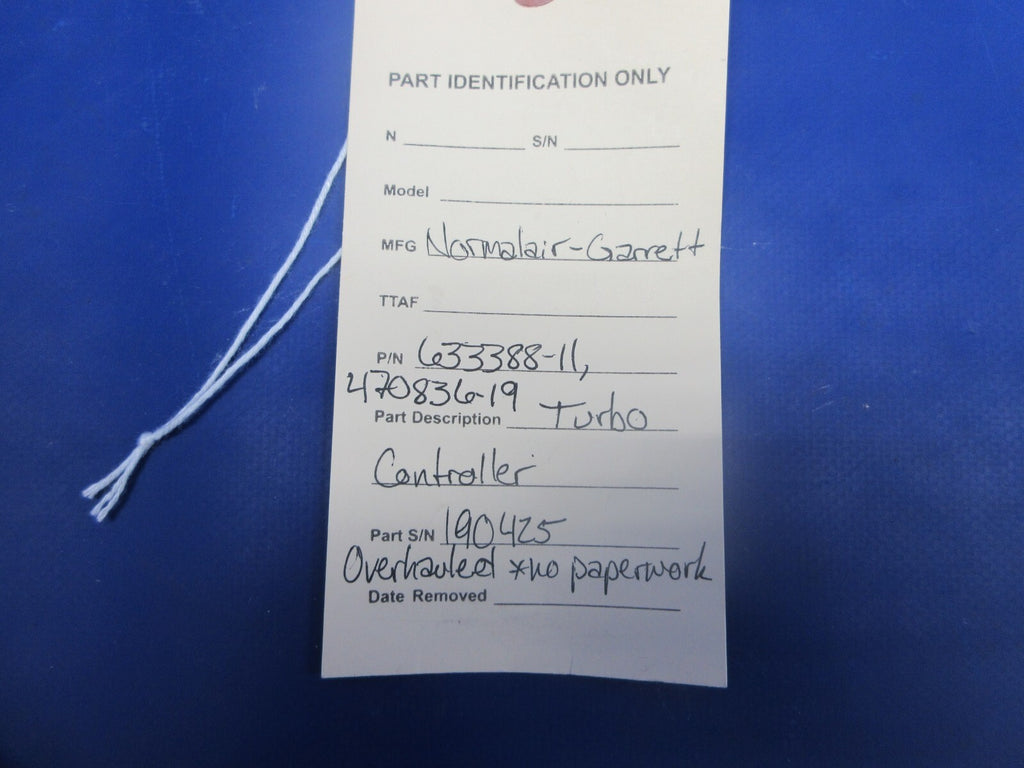 PART IDENTIFICATION ONLY
N S/N
Model
MFG Normalair-Garrett
TTAF
P/N 633388-11,
470836-19
Part Description Turbo
Controller
Part S/N 190425
Overhauled *no paperwork
Date Removed